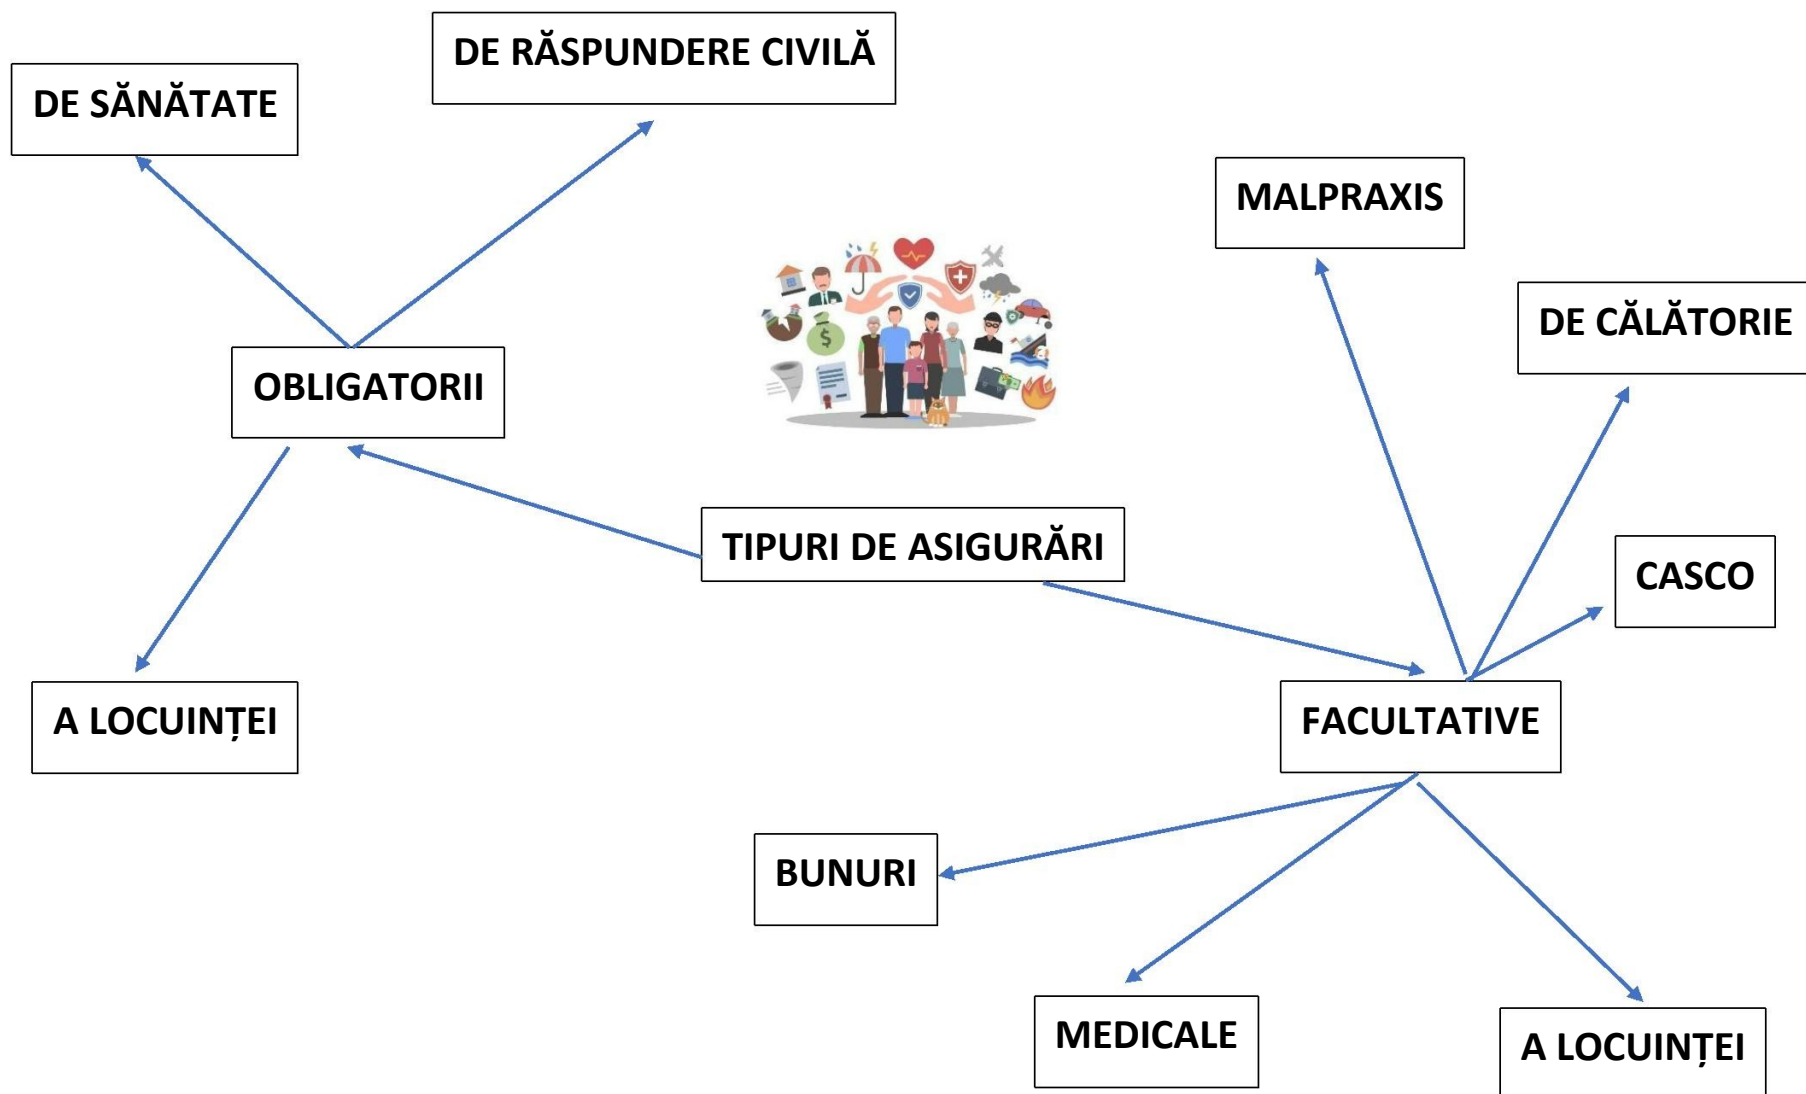 DE RĂSPUNDERE CIVILĂ
DE SĂNĂTATE
MALPRAXIS
DE CĂLĂTORIE
OBLIGATORII
TIPURI DE ASIGURĂRI
CASCO
A LOCUINȚEI
FACULTATIVE
BUNURI
MEDICALE
A LOCUINȚEI